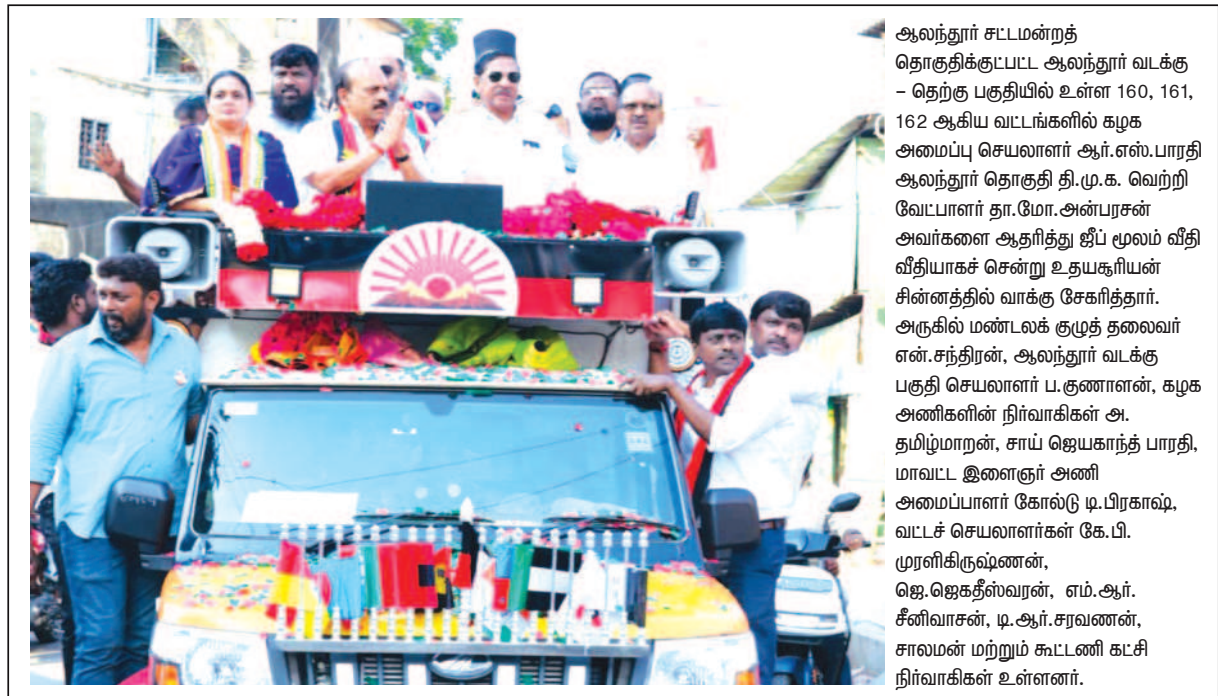 ஆலந்தூர் சட்டமன்றத்
தொகுதிக்குட்பட்ட ஆலந்தூர் வடக்கு
– தெற்கு பகுதியில் உள்ள 160, 161,
162 ஆகிய வட்டங்களில் கழக
அமைப்பு செயலாளர் ஆர்.எஸ்.பாரதி
ஆலந்தூர் தொகுதி தி.மு.க. வெற்றி
வேட்பாளர் தா.மோ.அன்பரசன்
அவர்களை ஆதரித்து ஜீப் மூலம் வீதி
வீதியாகச் சென்று உதயசூரியன்
சின்னத்தில் வாக்கு சேகரித்தார்.
அருகில் மண்டலக் குழுத் தலைவர்
என்.சந்திரன், ஆலந்தூர் வடக்கு
பகுதி செயலாளர் ப.குணாளன், கழக
அணிகளின் நிர்வாகிகள் அ.
தமிழ்மாறன், சாய் ஜெயகாந்த் பாரதி,
மாவட்ட இளைஞர் அணி
அமைப்பாளர் கோல்டு டி.பிரகாஷ்,
வட்டச் செயலாளர்கள் கே.பி.
முரளிகிருஷ்ணன்,
ஜெ.ஜெகதீஸ்வரன், எம்.ஆர்.
சீனிவாசன், டி.ஆர்.சரவணன்,
சாலமன் மற்றும் கூட்டணி கட்சி
நிர்வாகிகள் உள்ளனர்.